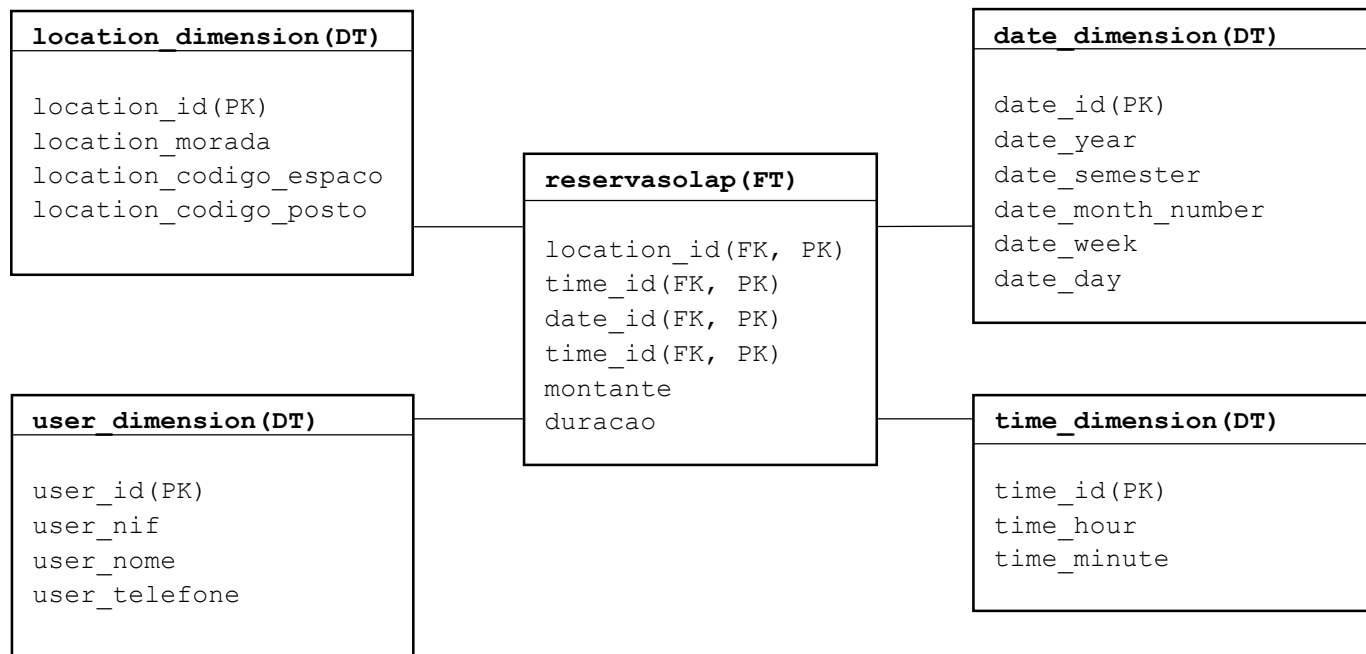 location_dimension(DT)
location_id(PK)
location_morada
location_codigo_espaco
location_codigo_posto
date_dimension(DT)
date_id(PK)
date_year
date_semester
date_month_number
date_week
date_day
reservasolap(FT)
location_id(FK, PK)
time_id(FK, PK)
date_id(FK, PK)
time_id(FK, PK)
montante
duracao
user_dimension(DT)
user_id(PK)
user_nif
user_nome
user_telefone
time_dimension(DT)
time_id(PK)
time_hour
time_minute